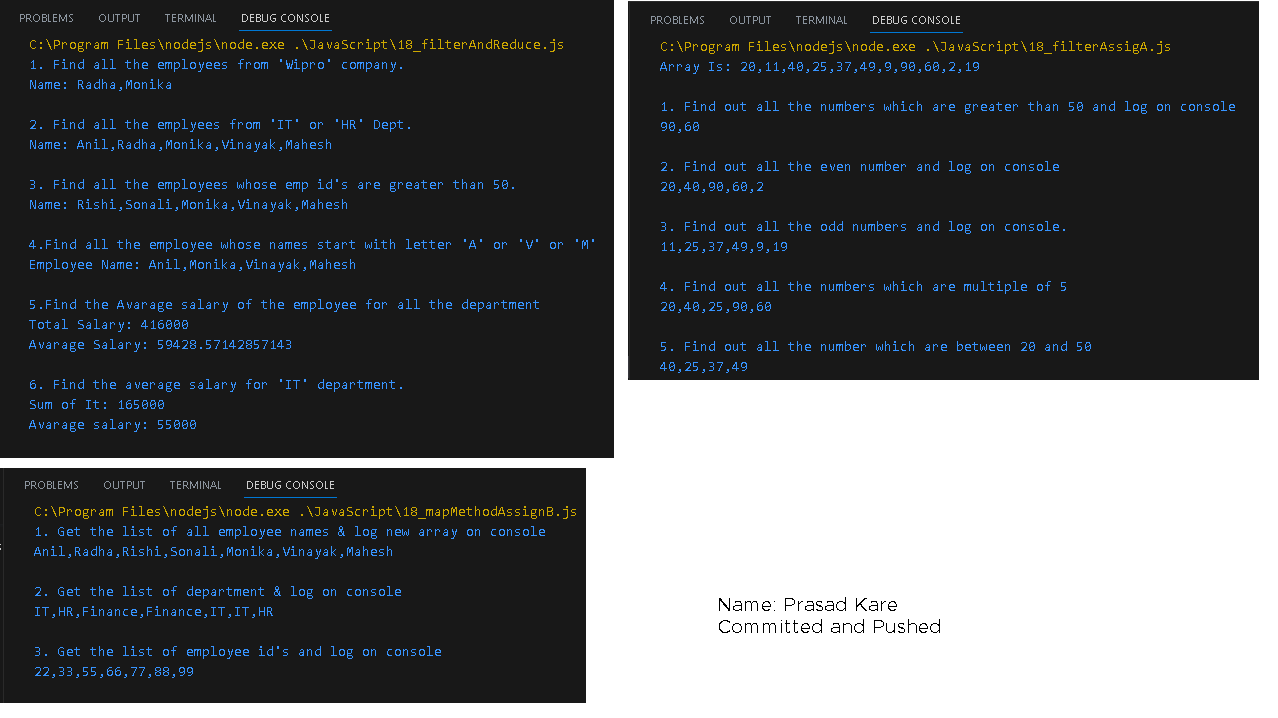 PROBLEMS OUTPUT TERMINAL DEBUG CONSOLE
C:\Program Files\nodejs\node.exe .\JavaScript\18_filterAndReduce.js
1. Find all the employees from 'Wipro' company.
Name: Radha,Monika
2. Find all the emplyees from 'IT' or 'HR' Dept.
Name: Anil,Radha,Monika,Vinayak,Mahesh
3. Find all the employees whose emp id's are greater than 50.
Name: Rishi,Sonali,Monika,Vinayak,Mahesh
4.Find all the employee whose names start with letter 'A' or 'V' or 'M'
Employee Name: Anil,Monika,Vinayak,Mahesh
5.Find the Avarage salary of the employee for all the department
Total Salary: 416000
Avarage Salary: 59428.57142857143
6. Find the average salary for 'IT' department.
Sum of It: 165000
Avarage salary: 55000
PROBLEMS OUTPUT TERMINAL DEBUG CONSOLE
C:\Program Files\nodejs\node.exe .\JavaScript\18_filterAssigA.js
Array Is: 20,11,40,25,37,49,9,90,60,2,19
1. Find out all the numbers which are greater than 50 and log on console
90,60
2. Find out all the even number and log on console
20,40,90,60,2
3. Find out all the odd numbers and log on console.
11,25,37,49,9,19
4. Find out all the numbers which are multiple of 5
20,40,25,90,60
5. Find out all the number which are between 20 and 50
40,25,37,49
PROBLEMS OUTPUT TERMINAL DEBUG CONSOLE
C:\Program Files\nodejs\node.exe .\JavaScript\18_mapMethodAssignB.js
1. Get the list of all employee names & log new array on console
Anil,Radha,Rishi,Sonali,Monika,Vinayak,Mahesh
2. Get the list of department & log on console
IT,HR,Finance,Finance,IT,IT,HR
3. Get the list of employee id's and log on console
22,33,55,66,77,88,99
Name: Prasad Kare
Committed and Pushed